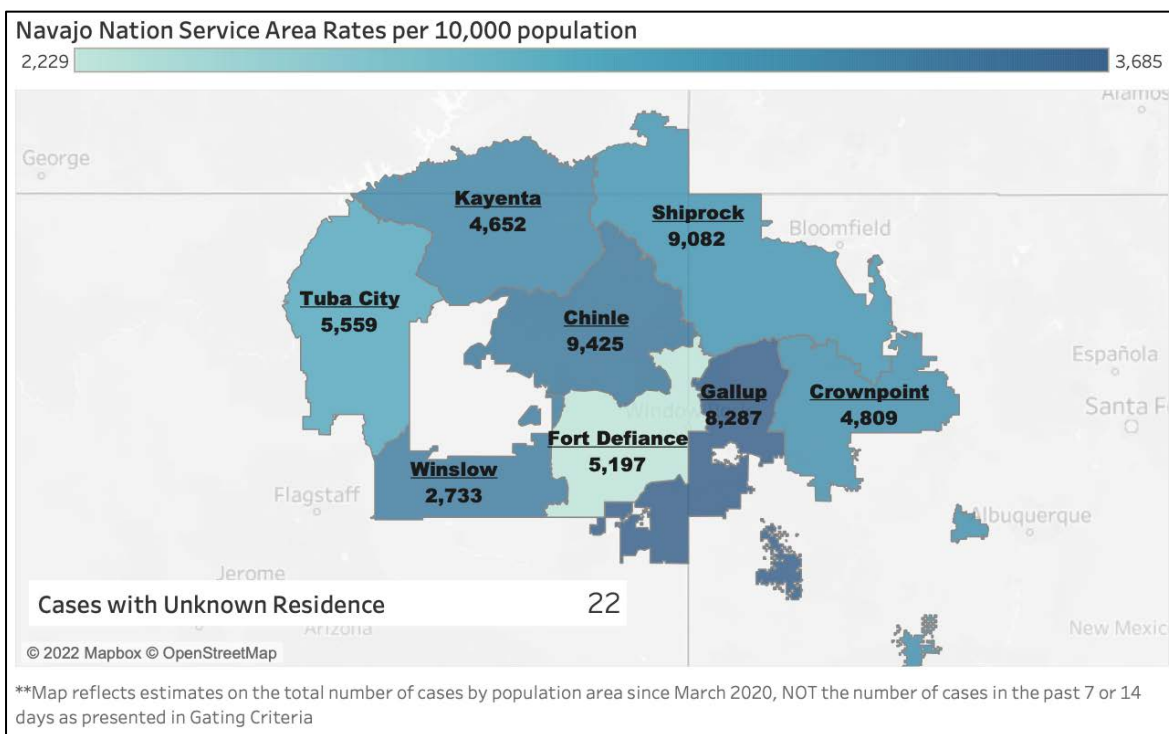 Navajo Nation Service Area Rates per 10,000 population
2,229
3,685
Alamos
George
Kayenta
4,652
Shiprock
9,082
Bloomfield
Tuba City
5,559
Chinle
9,425
Española
Gallup
8,287
Crownpoint
4,809
Santa F
Window
Fort Defiance
5,197
Winslow
2,733
Flagstaff
Albuquerque
Jerome
Cases with Unknown Residence 22
Arizona
New Mexic
© 2022 Mapbox © OpenStreetMap
**Map reflects estimates on the total number of cases by population area since March 2020, NOT the number of cases in the past 7 or 14
days as presented in Gating Criteria